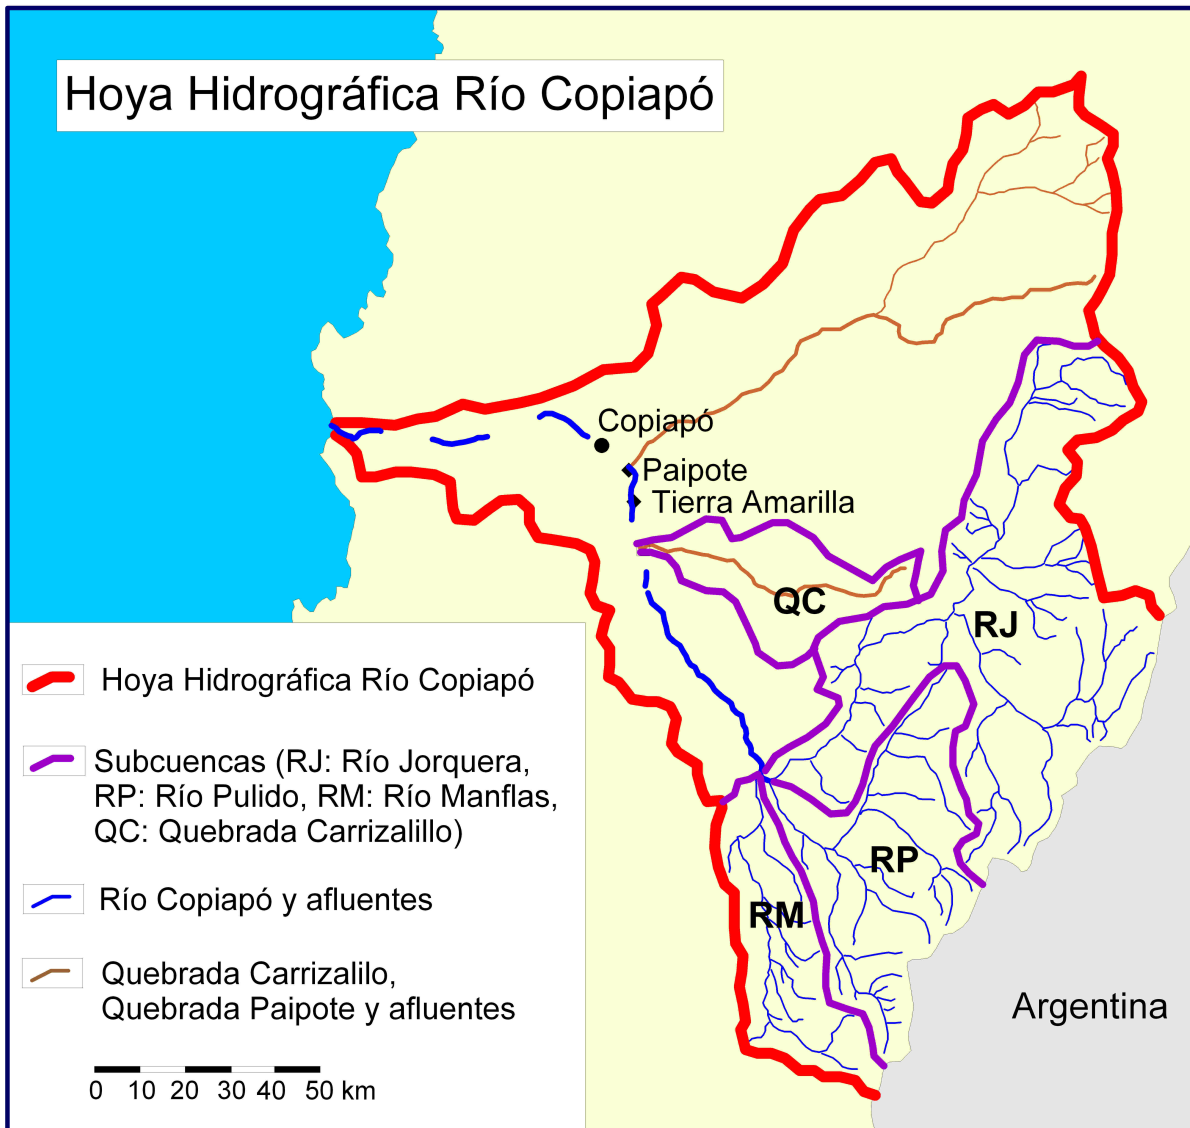 Hoya Hidrográfica Río Copiapó
Copiapó
Paipote
Tierra Amarilla
QC
RJ
RP
RM
Argentina
Hoya Hidrográfica Río Copiapó
Subcuencas (RJ: Río Jorquera,
RP: Río Pulido, RM: Río Manflas,
QC: Quebrada Carrizalillo)
Río Copiapó y afluentes
Quebrada Carrizalilo,
Quebrada Paipote y afluentes
0 10 20 30 40 50 km